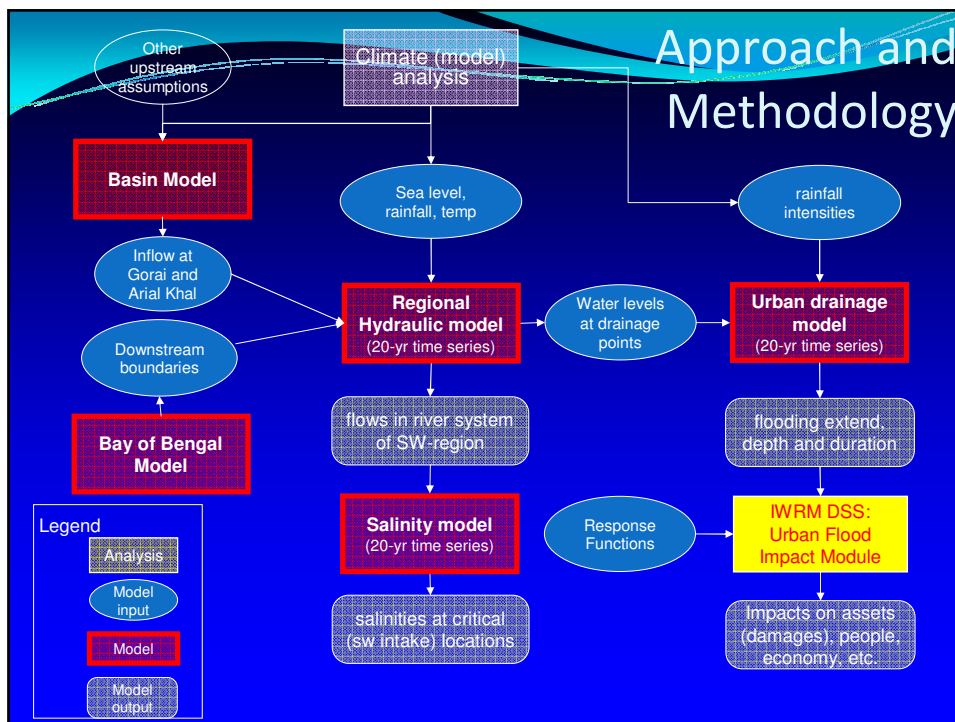 Approach and
Methodology
Other
upstream
assumptions
Climate (model)
analysis
Basin Model
Sea level,
rainfall, temp
rainfall
intensities
Inflow at
Gorai and
Arial Khal
Regional
Hydraulic model
(20-yr time series)
Water levels
at drainage
points
Urban drainage
model
(20-yr time series)
Downstream
boundaries
Bay of Bengal
Model
flows in river system
of SW-region
flooding extend,
depth and duration
Salinity model
(20-yr time series)
Response
Functions
IWRM DSS:
Urban Flood
Impact Module
salinities at critical
(sw intake) locations
Impacts on assets
(damages), people,
economy, etc.
Legend
Analysis
Model
input
Model
Model
output